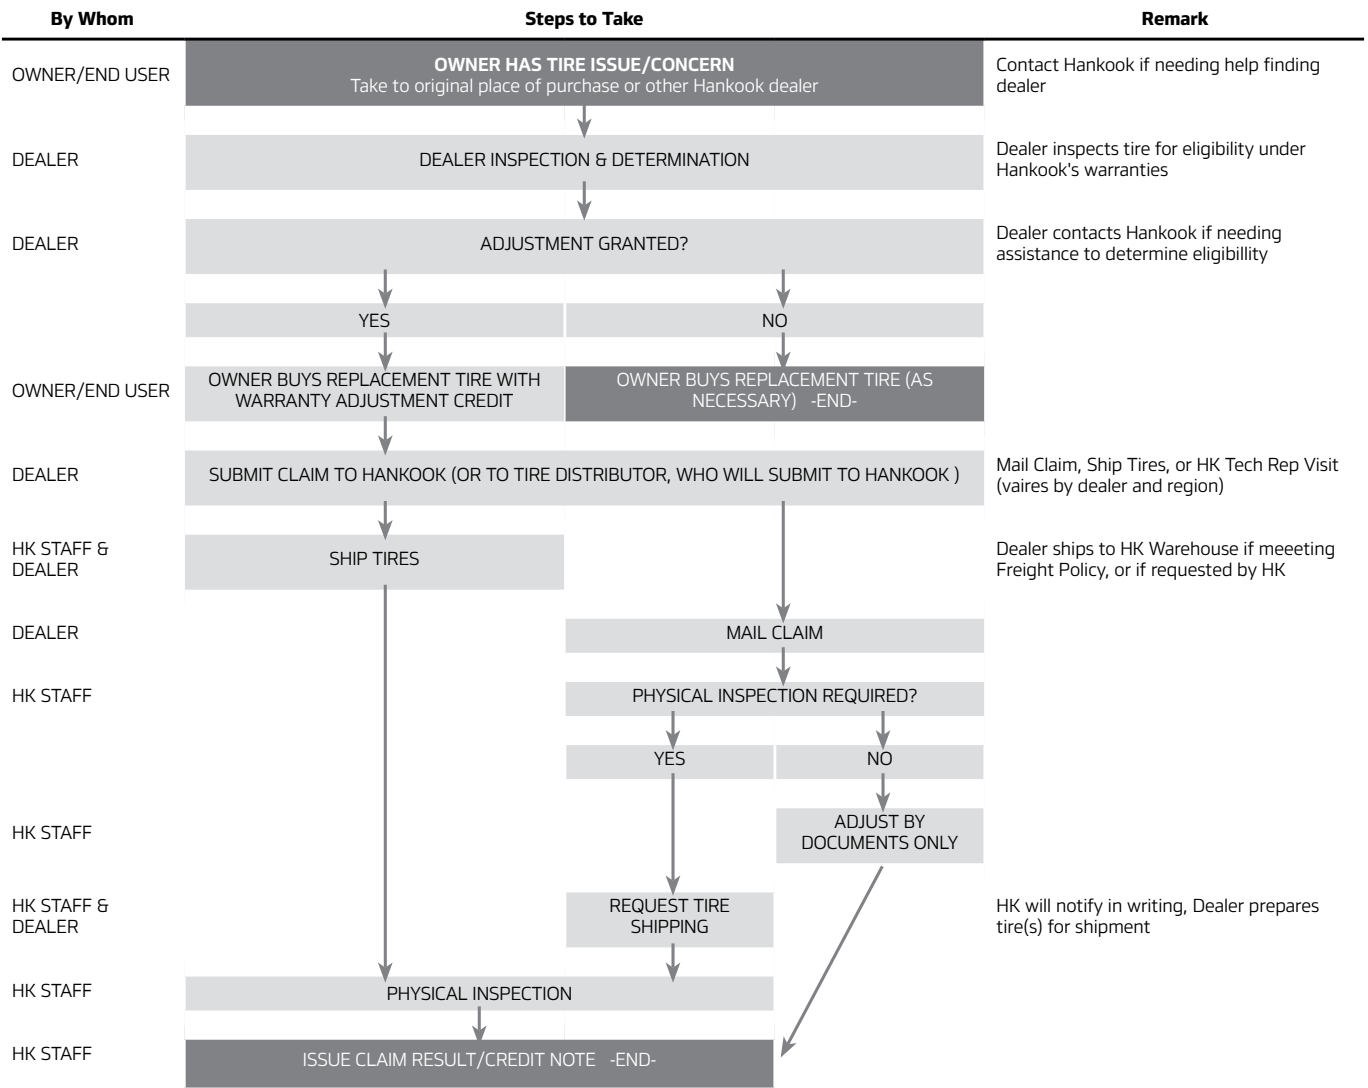 By Whom
Steps to Take
Remark
OWNER/END USER
OWNER HAS TIRE ISSUE/CONCERN
Take to original place of purchase or other Hankook dealer
Contact Hankook if needing help finding
dealer
DEALER
DEALER INSPECTION & DETERMINATION
Dealer inspects tire for eligibility under
Hankook's warranties
DEALER
ADJUSTMENT GRANTED?
Dealer contacts Hankook if needing
assistance to determine eligibillity
YES
NO
OWNER/END USER
OWNER BUYS REPLACEMENT TIRE WITH
WARRANTY ADJUSTMENT CREDIT
OWNER BUYS REPLACEMENT TIRE (AS
NECESSARY) -END-
DEALER
SUBMIT CLAIM TO HANKOOK (OR TO TIRE DISTRIBUTOR, WHO WILL SUBMIT TO HANKOOK )
Mail Claim, Ship Tires, or HK Tech Rep Visit
(vaires by dealer and region)
HK STAFF &
DEALER
SHIP TIRES
Dealer ships to HK Warehouse if meeeting
Freight Policy, or if requested by HK
DEALER
MAIL CLAIM
HK STAFF
PHYSICAL INSPECTION REQUIRED?
YES
NO
HK STAFF
ADJUST BY
DOCUMENTS ONLY
HK STAFF &
DEALER
REQUEST TIRE
SHIPPING
HK will notify in writing, Dealer prepares
tire(s) for shipment
HK STAFF
PHYSICAL INSPECTION
HK STAFF
ISSUE CLAIM RESULT/CREDIT NOTE -END-